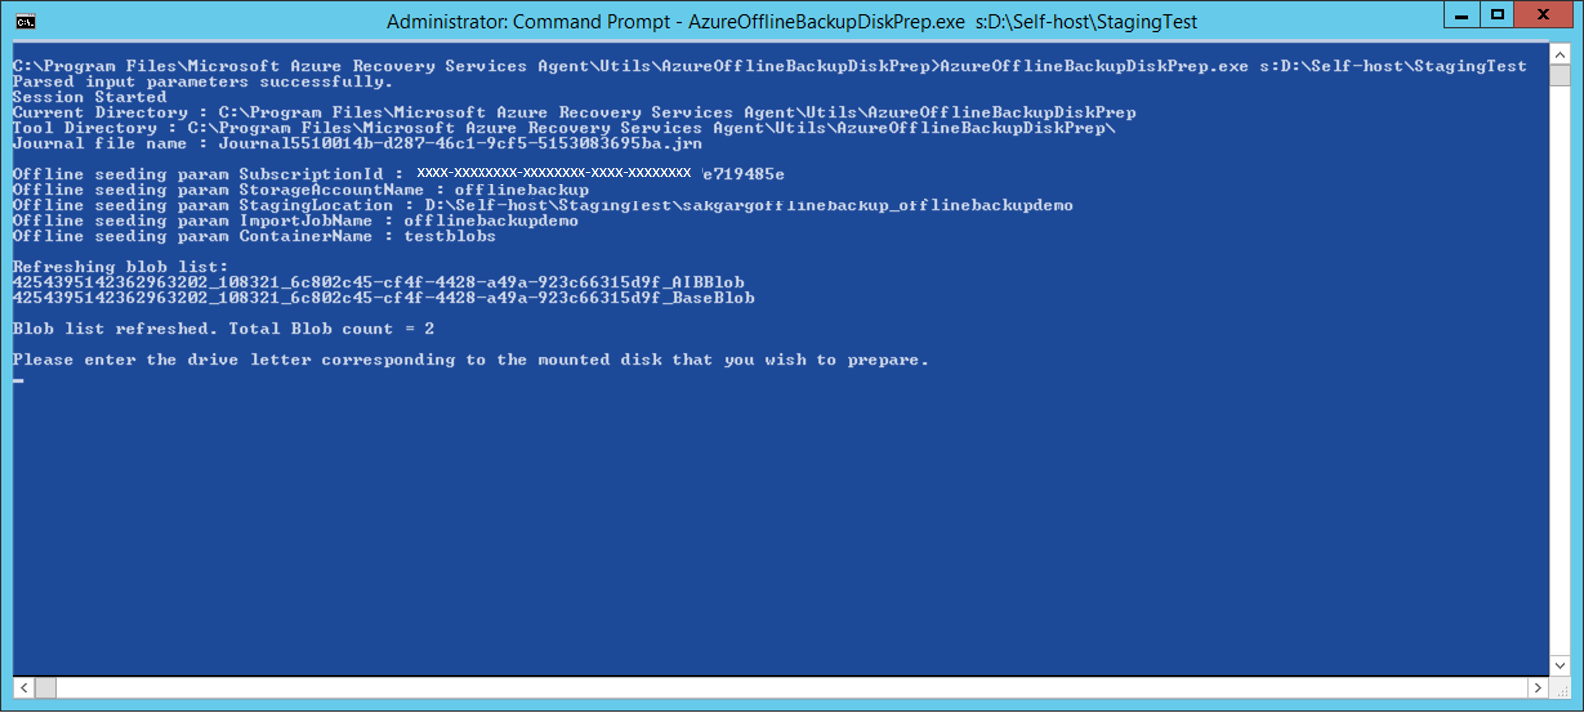 Administrator: Command Prompt - AzureOfflineBackupDiskPrep.exe s:D:\Self-host\StagingTest
C:\Program Files\Microsoft Azure Recovery Services Agent\Utils\AzureOfflineBackupDiskPrep>AzureOfflineBackupDiskPrep.exe s:D:\Self-host\StagingTest
Parsed input parameters successfully.
Session Started
Current Directory : C:\Program Files\Microsoft Azure Recovery Services Agent\Utils\AzureOfflineBackupDiskPrep
Tool Directory : C:\Program Files\Microsoft Azure Recovery Services Agent\Utils\AzureOfflineBackupDiskPrep\
Journal file name : Journal5510014b-d287-46c1-9cf5-5153083695ba.jrn
Offline seeding param SubscriptionId : xxxx-xxxxxxxx-xxxxxxxx-xxxx-xxxxxxxx e719485e
Offline seeding param StorageAccountName : offlinebackup
Offline seeding param StagingLocation : D:\Self-host\StagingTest\sakgargofflinebackup_offlinebackupdemo
Offline seeding param ImportJobName : offlinebackupdemo
Offline seeding param ContainerName : testblobs
Refreshing blob list:
4254395142362963202_108321_6c802c45-cf4f-4428-a49a-923c66315d9f_AIBBlob
4254395142362963202_108321_6c802c45-cf4f-4428-a49a-923c66315d9f_BaseBlob
Blob list refreshed. Total Blob count = 2
Please enter the drive letter corresponding to the mounted disk that you wish to prepare.